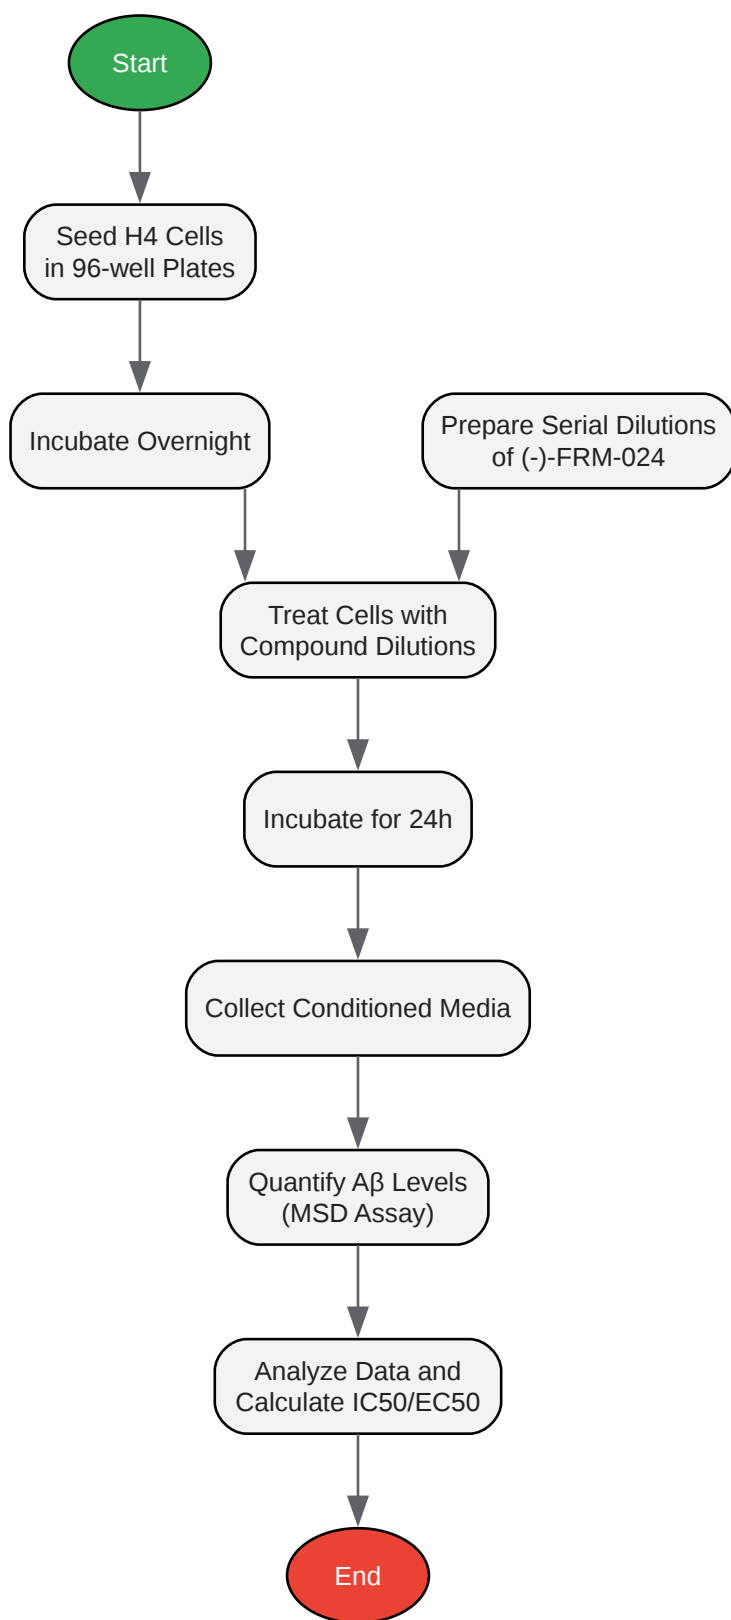 Start
Seed H4 Cells
in 96-well Plates
Incubate Overnight
Prepare Serial Dilutions
of (-)-FRM-024
Treat Cells with
Compound Dilutions
Incubate for 24h
Collect Conditioned Media
Quantify Aβ Levels
(MSD Assay)
Analyze Data and
Calculate IC50/EC50
End